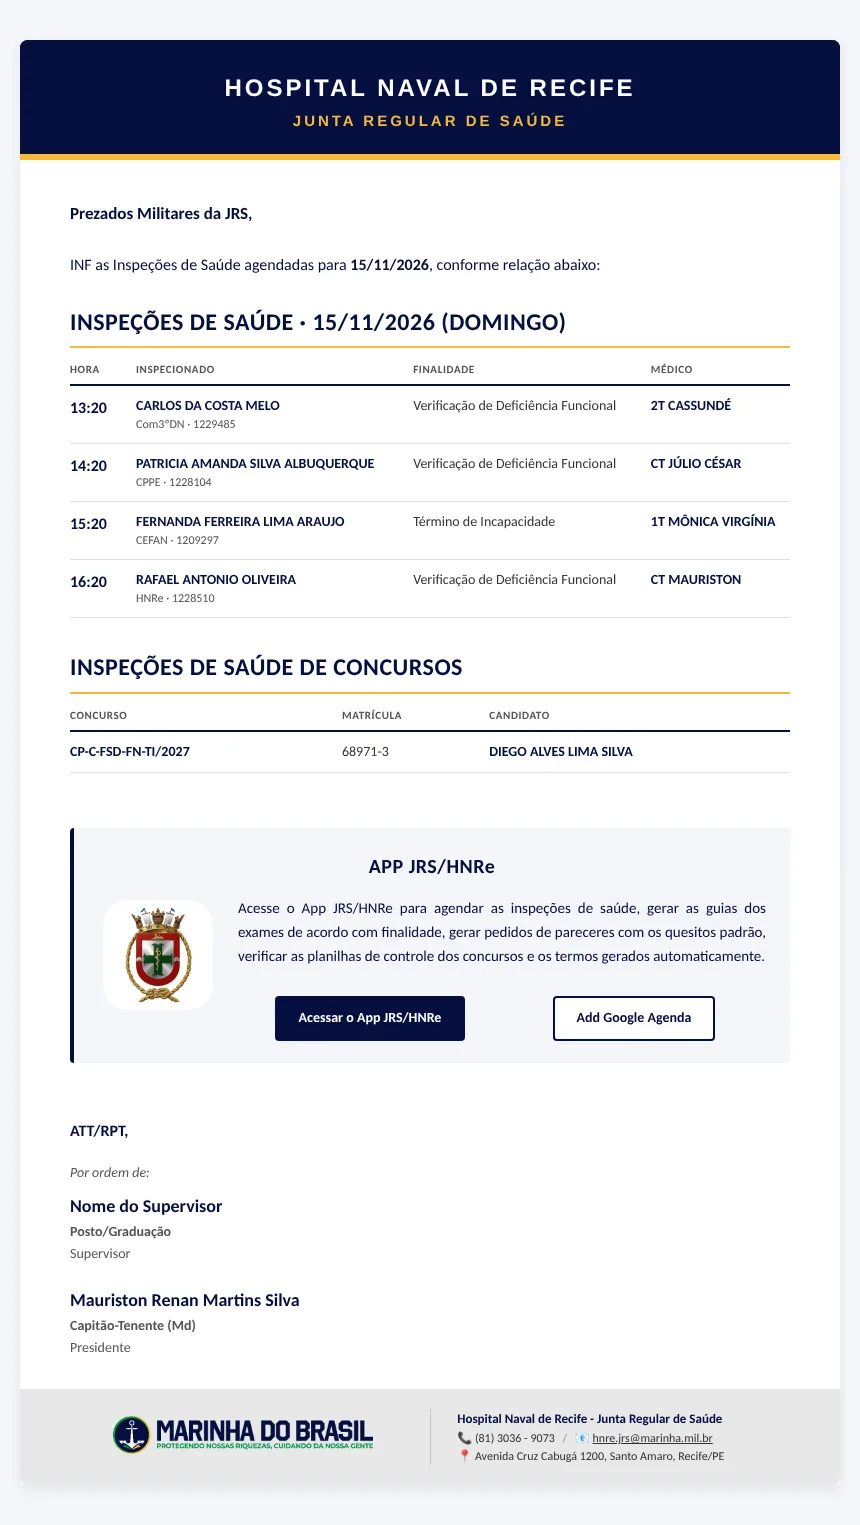 HOSPITAL NAVAL DE RECIFE
JUNTA REGULAR DE SAÚDE
Prezados Militares da JRS,
INF as Inspeções de Saúde agendadas para 15/11/2026, conforme relação abaixo:
INSPEÇÕES DE SAÚDE · 15/11/2026 (DOMINGO)
HORA INSPECIONADO FINALIDADE MÉDICO
13:20 CARLOS DA COSTA MELO Verificação de Deficiência Funcional 2T CASSUNDÉ
Com3ºDN · 1229485
14:20 PATRICIA AMANDA SILVA ALBUQUERQUE Verificação de Deficiência Funcional CT JÚLIO CÉSAR
CPPE · 1228104
15:20 FERNANDA FERREIRA LIMA ARAUJO Término de Incapacidade 1T MÔNICA VIRGÍNIA
CEFAN · 1209297
16:20 RAFAEL ANTONIO OLIVEIRA Verificação de Deficiência Funcional CT MAURISTON
HNRe · 1228510
INSPEÇÕES DE SAÚDE DE CONCURSOS
CONCURSO MATRÍCULA CANDIDATO
CP-C-FSD-FN-TI/2027 68971-3 DIEGO ALVES LIMA SILVA
APP JRS/HNRe
Acesse o App JRS/HNRe para agendar as inspeções de saúde, gerar as guias dos
exames de acordo com finalidade, gerar pedidos de pareceres com os quesitos padrão,
verificar as planilhas de controle dos concursos e os termos gerados automaticamente.
Acessar o App JRS/HNRe Add Google Agenda
ATT/RPT,
Por ordem de:
Nome do Supervisor
Posto/Graduação
Supervisor
Mauriston Renan Martins Silva
Capitão-Tenente (Md)
Presidente
MARINHA DO BRASIL
PROTEGENDO NOSSAS RIQUEZAS, CUIDANDO DA NOSSA GENTE
Hospital Naval de Recife - Junta Regular de Saúde
(81) 3036 - 9073 / hnre.jrs@marinha.mil.br
Avenida Cruz Cabugá 1200, Santo Amaro, Recife/PE